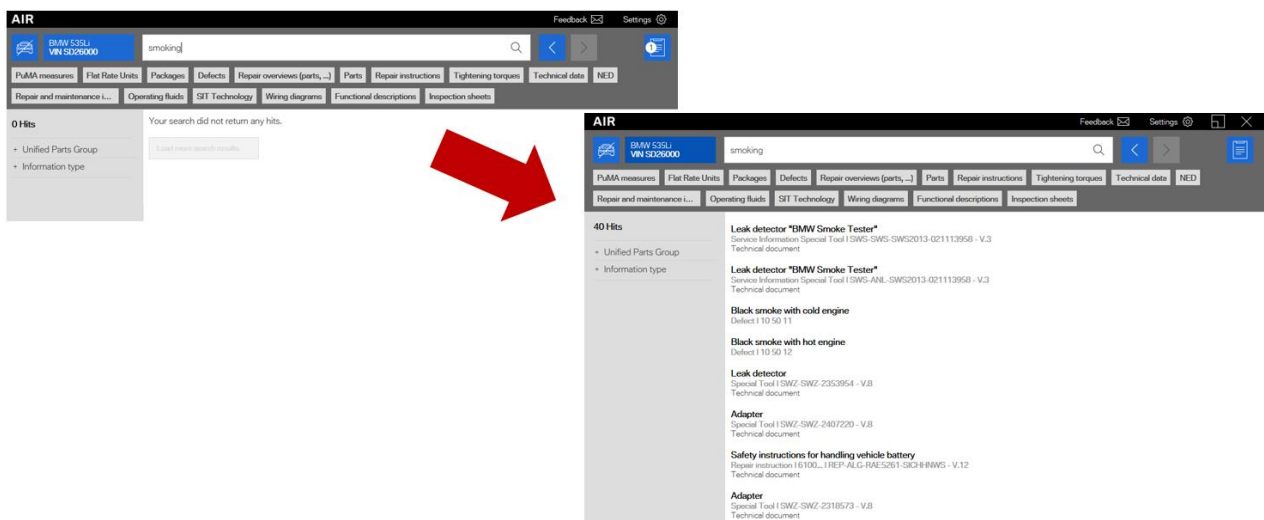 AIR
Feedback
Settings
BMW 535Li
VIN SD26000
smoking
1
PuMA measures Flat Rate Units Packages Defects Repair overviews (parts, ...) Parts Repair instructions Tightening torques Technical data NED
Repair and maintenance i... Operating fluids SIT Technology Wiring diagrams Functional descriptions Inspection sheets
0 Hits
Your search did not return any hits.
+ Unified Parts Group
Load more search results
+ Information type
AIR
Feedback
Settings
BMW 535Li
VIN SD26000
smoking
PuMA measures Flat Rate Units Packages Defects Repair overviews (parts, ...) Parts Repair instructions Tightening torques Technical data NED
Repair and maintenance i... Operating fluids SIT Technology Wiring diagrams Functional descriptions Inspection sheets
40 Hits
+ Unified Parts Group
+ Information type
Leak detector "BMW Smoke Tester"
Service Information Special Tool | SWS-SWS-SWS2013-021113958 - V.3
Technical document
Leak detector "BMW Smoke Tester"
Service Information Special Tool | SWS-ANL-SWS2013-021113958 - V.3
Technical document
Black smoke with cold engine
Defect | 10 50 11
Black smoke with hot engine
Defect | 10 50 12
Leak detector
Special Tool | SWZ-SWZ-2353954 - V.8
Technical document
Adapter
Special Tool | SWZ-SWZ-2407220 - V.8
Technical document
Safety instructions for handling vehicle battery
Repair instruction | 6100... | REP-ALG-RAE5261-SICHHNWS - V.12
Technical document
Adapter
Special Tool | SWZ-SWZ-2318573 - V.8
Technical document